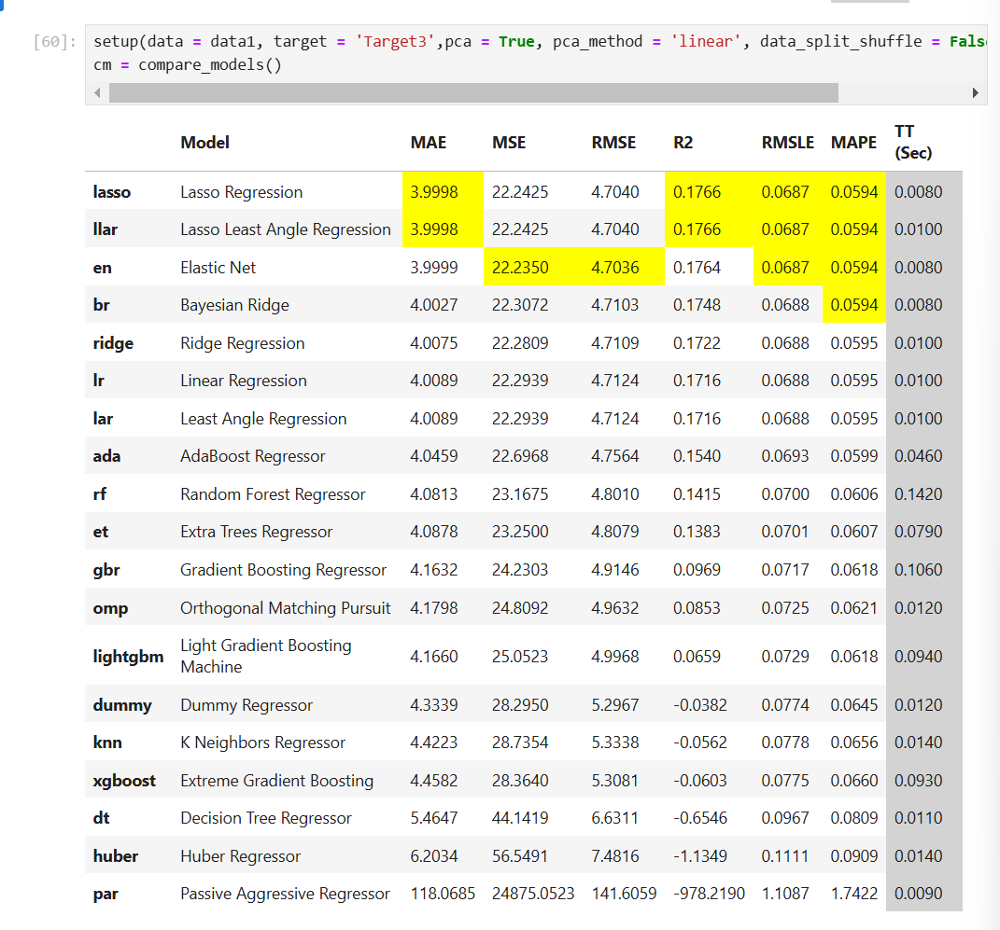 [60]: setup(data = data1, target = 'Target3',pca = True, pca_method = 'linear', data_split_shuffle = Fals
cm = compare_models()
Model MAE MSE RMSE R2 RMSLE MAPE TT (Sec)
lasso Lasso Regression 3.9998 22.2425 4.7040 0.1766 0.0687 0.0594 0.0080
llar Lasso Least Angle Regression 3.9998 22.2425 4.7040 0.1766 0.0687 0.0594 0.0100
en Elastic Net 3.9999 22.2350 4.7036 0.1764 0.0687 0.0594 0.0080
br Bayesian Ridge 4.0027 22.3072 4.7103 0.1748 0.0688 0.0594 0.0080
ridge Ridge Regression 4.0075 22.2809 4.7109 0.1722 0.0688 0.0595 0.0100
lr Linear Regression 4.0089 22.2939 4.7124 0.1716 0.0688 0.0595 0.0100
lar Least Angle Regression 4.0089 22.2939 4.7124 0.1716 0.0688 0.0595 0.0100
ada AdaBoost Regressor 4.0459 22.6968 4.7564 0.1540 0.0693 0.0599 0.0460
rf Random Forest Regressor 4.0813 23.1675 4.8010 0.1415 0.0700 0.0606 0.1420
et Extra Trees Regressor 4.0878 23.2500 4.8079 0.1383 0.0701 0.0607 0.0790
gbr Gradient Boosting Regressor 4.1632 24.2303 4.9146 0.0969 0.0717 0.0618 0.1060
omp Orthogonal Matching Pursuit 4.1798 24.8092 4.9632 0.0853 0.0725 0.0621 0.0120
lightgbm Light Gradient Boosting Machine 4.1660 25.0523 4.9968 0.0659 0.0729 0.0618 0.0940
dummy Dummy Regressor 4.3339 28.2950 5.2967 -0.0382 0.0774 0.0645 0.0120
knn K Neighbors Regressor 4.4223 28.7354 5.3338 -0.0562 0.0778 0.0656 0.0140
xgboost Extreme Gradient Boosting 4.4582 28.3640 5.3081 -0.0603 0.0775 0.0660 0.0930
dt Decision Tree Regressor 5.4647 44.1419 6.6311 -0.6546 0.0967 0.0809 0.0110
huber Huber Regressor 6.2034 56.5491 7.4816 -1.1349 0.1111 0.0909 0.0140
par Passive Aggressive Regressor 118.0685 24875.0523 141.6059 -978.2190 1.1087 1.7422 0.0090